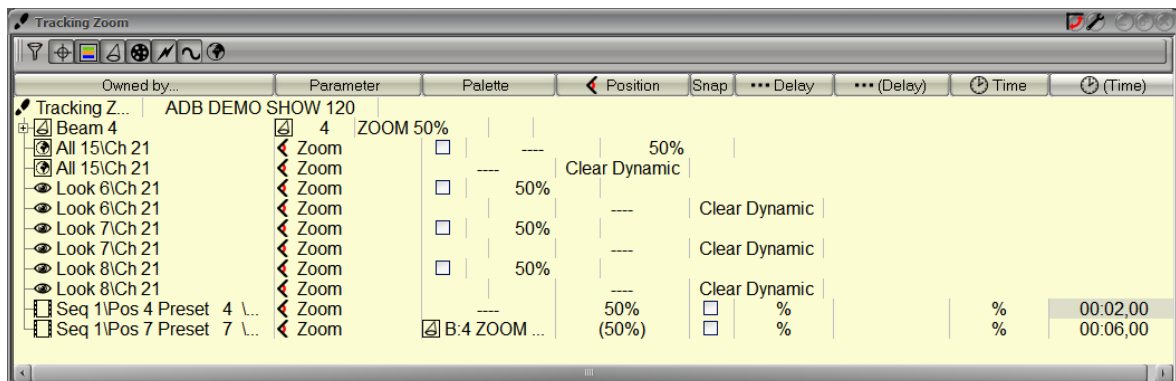 Tracking Zoom
Owned by... Parameter Palette Position Snap ••• Delay ••• (Delay) Time (Time)
Tracking Z... ADB DEMO SHOW 120
Beam 4 4 ZOOM 50%
All 15\Ch 21 Zoom ---- 50%
All 15\Ch 21 Zoom ---- Clear Dynamic
Look 6\Ch 21 Zoom 50%
Look 6\Ch 21 Zoom ---- Clear Dynamic
Look 7\Ch 21 Zoom 50%
Look 7\Ch 21 Zoom ---- Clear Dynamic
Look 8\Ch 21 Zoom 50%
Look 8\Ch 21 Zoom ---- Clear Dynamic
Seq 1\Pos 4 Preset 4 \... Zoom ---- 50% % % 00:02,00
Seq 1\Pos 7 Preset 7 \... Zoom B:4 ZOOM ... (50%) % % 00:06,00